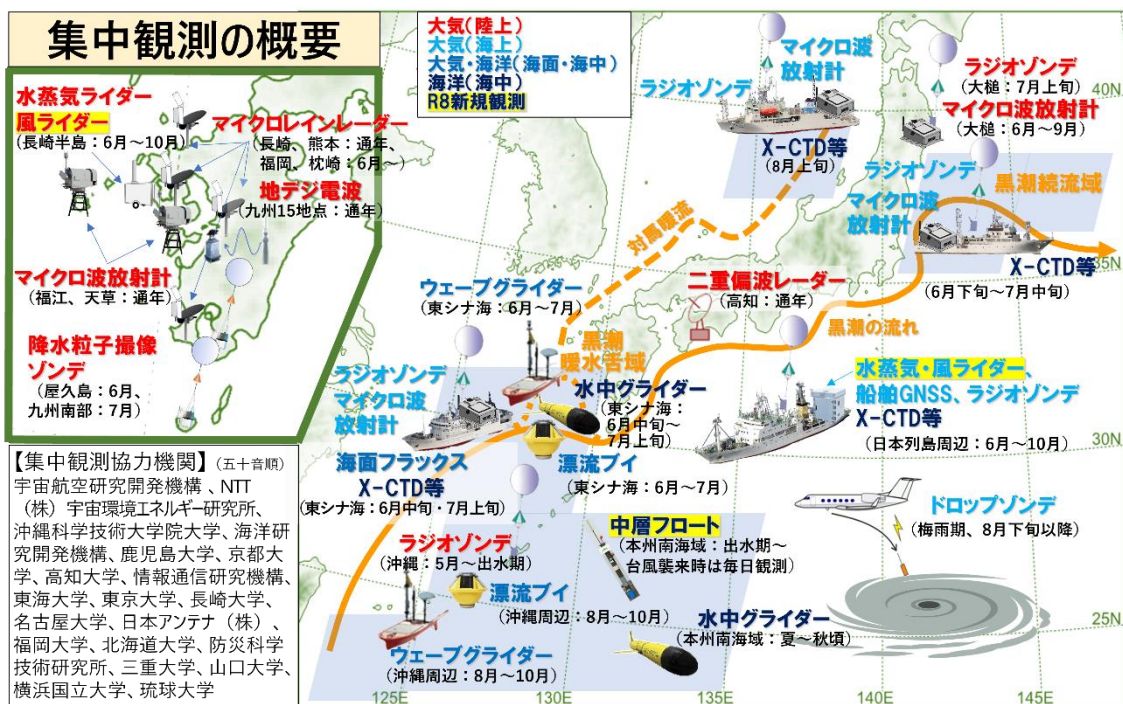 集中観測の概要
水蒸気ライダー
風ライダー
(長崎半島:6月~10月)
マイクロレインレーダー
(長崎、熊本:通年、
福岡、枕崎:6月~)
地デジ電波
(九州15地点:通年)
マイクロ波放射計
(福江、天草:通年)
降水粒子撮像
ゾンデ
(屋久島:6月、
九州南部:7月)
【集中観測協力機関】(五十音順)
宇宙航空研究開発機構、NTT
(株)宇宙環境エネルギー研究所、
沖縄科学技術大学院大学、海洋研
究開発機構、鹿児島大学、京都大
学、高知大学、情報通信研究機構、
東海大学、東京大学、長崎大学、
名古屋大学、日本アンテナ(株)、
福岡大学、北海道大学、防災科学
技術研究所、三重大学、山口大学、
横浜国立大学、琉球大学
大気(陸上)
大気(海上)
大気・海洋(海面・海中)
海洋(海中)
R8新規観測
マイクロ波
放射計
ラジオゾンデ
X-CTD等
(8月上旬)
ラジオゾンデ
(大槌:7月上旬)
マイクロ波放射計
(大槌:6月~9月)
40N
ラジオゾンデ
マイクロ波
放射計
黒潮続流域
35N
X-CTD等
(6月下旬~7月中旬)
対馬暖流
ウェーブグライダー
(東シナ海:6月~7月)
二重偏波レーダー
(高知:通年)
黒潮の流れ
黒潮
暖水舌域
水中グライダー
(東シナ海:
6月中旬~
7月上旬)
ラジオゾンデ
マイクロ波
放射計
海面フラックス
X-CTD等
(東シナ海:6月中旬・7月上旬)
漂流ブイ
(東シナ海:6月~7月)
水蒸気・風ライダー、
船舶GNSS、ラジオゾンデ
X-CTD等
(日本列島周辺:6月~10月)
30N
ドロップゾンデ
(梅雨期、8月下旬以降)
中層フロート
(本州南海域:出水期~
台風襲来時は毎日観測)
ラジオゾンデ
(沖縄:5月~出水期)
漂流ブイ
(沖縄周辺:8月~10月)
水中グライダー
(本州南海域:夏~秋頃)
25N
ウェーブグライダー
(沖縄周辺:8月~10月)
125E
130E
135E
140E
145E